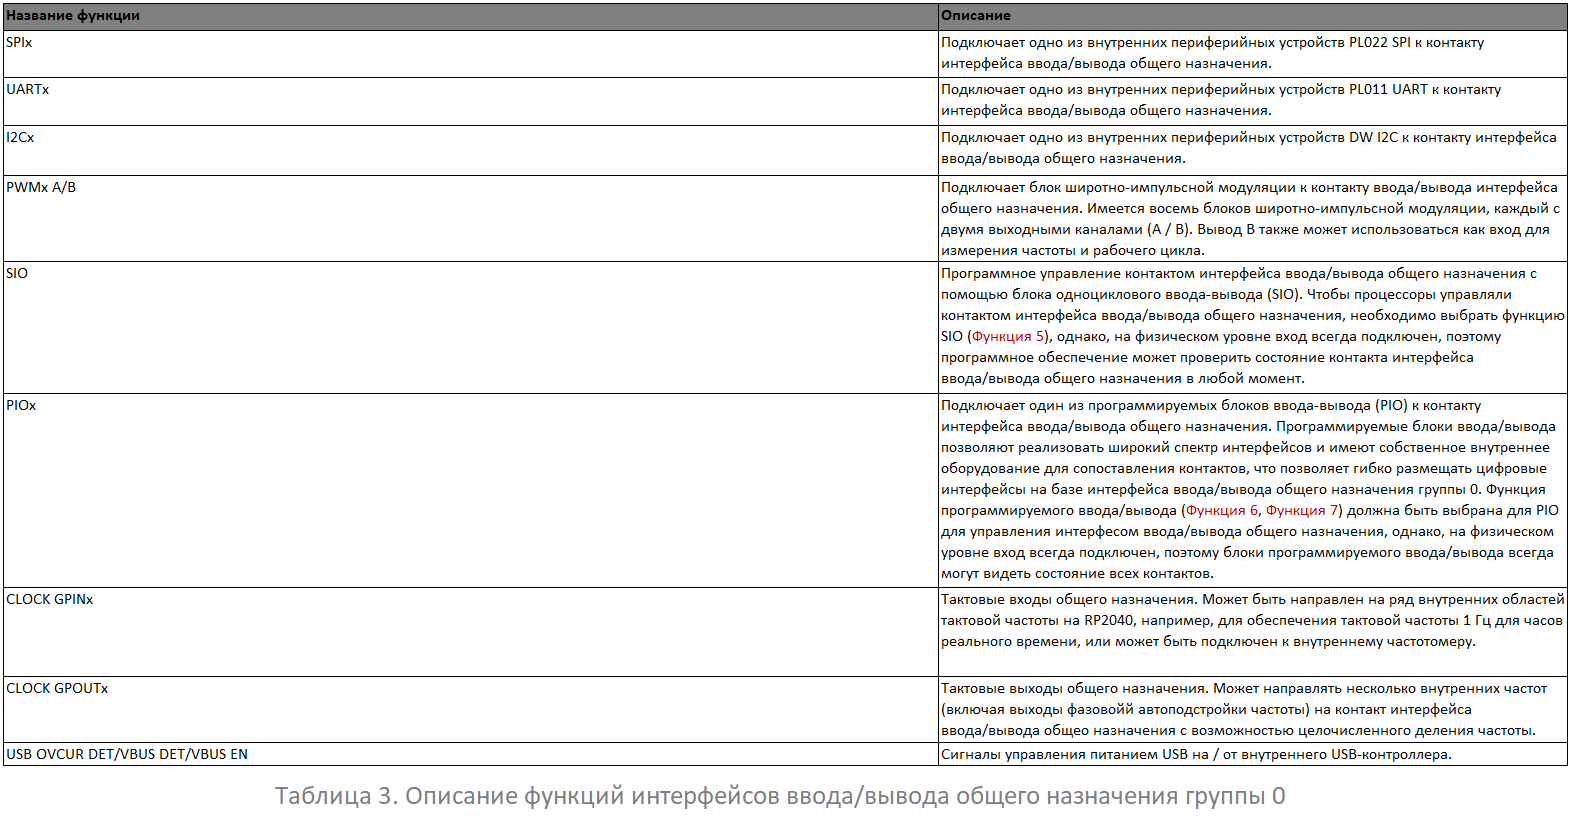 Название функции
Описание
SPIx
Подключает одно из внутренних периферийных устройств PL022 SPI к контакту
интерфейса ввода/вывода общего назначения.
UARTx
Подключает одно из внутренних периферийных устройств PL011 UART к контакту
интерфейса ввода/вывода общего назначения.
I2Cx
Подключает одно из внутренних периферийных устройств DW I2C к контакту интерфейса
ввода/вывода общего назначения.
PWMx A/B
Подключает блок широтно-импульсной модуляции к контакту ввода/вывода интерфейса
общего назначения. Имеется восемь блоков широтно-импульсной модуляции, каждый с
двумя выходными каналами (A / B). Вывод B также может использоваться как вход для
измерения частоты и рабочего цикла.
SIO
Программное управление контактом интерфейса ввода/вывода общего назначения с
помощью блока одноциклового ввода-вывода (SIO). Чтобы процессоры управляли
контактом интерфейса ввода/вывода общего назначения, необходимо выбрать функцию
SIO (Функция 5), однако, на физическом уровне вход всегда подключен, поэтому
программное обеспечение может проверить состояние контакта интерфейса
ввода/вывода общего назначения в любой момент.
PIOx
Подключает один из программируемых блоков ввода-вывода (PIO) к контакту
интерфейса ввода/вывода общего назначения. Программируемые блоки ввода/вывода
позволяют реализовать широкий спектр интерфейсов и имеют собственное внутреннее
оборудование для сопоставления контактов, что позволяет гибко размещать цифровые
интерфейсы на базе интерфейса ввода/вывода общего назначения группы 0. Функция
программируемого ввода/вывода (Функция 6, Функция 7) должна быть выбрана для PIO
для управления интерфесом ввода/вывода общего назначения, однако, на физическом
уровне вход всегда подключен, поэтому блоки программируемого ввода/вывода всегда
могут видеть состояние всех контактов.
CLOCK GPINx
Тактовые входы общего назначения. Может быть направлен на ряд внутренних областей
тактовой частоты на RP2040, например, для обеспечения тактовой частоты 1 Гц для часов
реального времени, или может быть подключен к внутреннему частотомеру.
CLOCK GPOUTx
Тактовые выходы общего назначения. Может направлять несколько внутренних частот
(включая выходы фазовойй автоподстройки частоты) на контакт интерфейса
ввода/вывода общео назначения с возможностью целочисленного деления частоты.
USB OVCUR DET/VBUS DET/VBUS EN
Сигналы управления питанием USB на / от внутреннего USB-контроллера.
Таблица 3. Описание функций интерфейсов ввода/вывода общего назначения группы 0